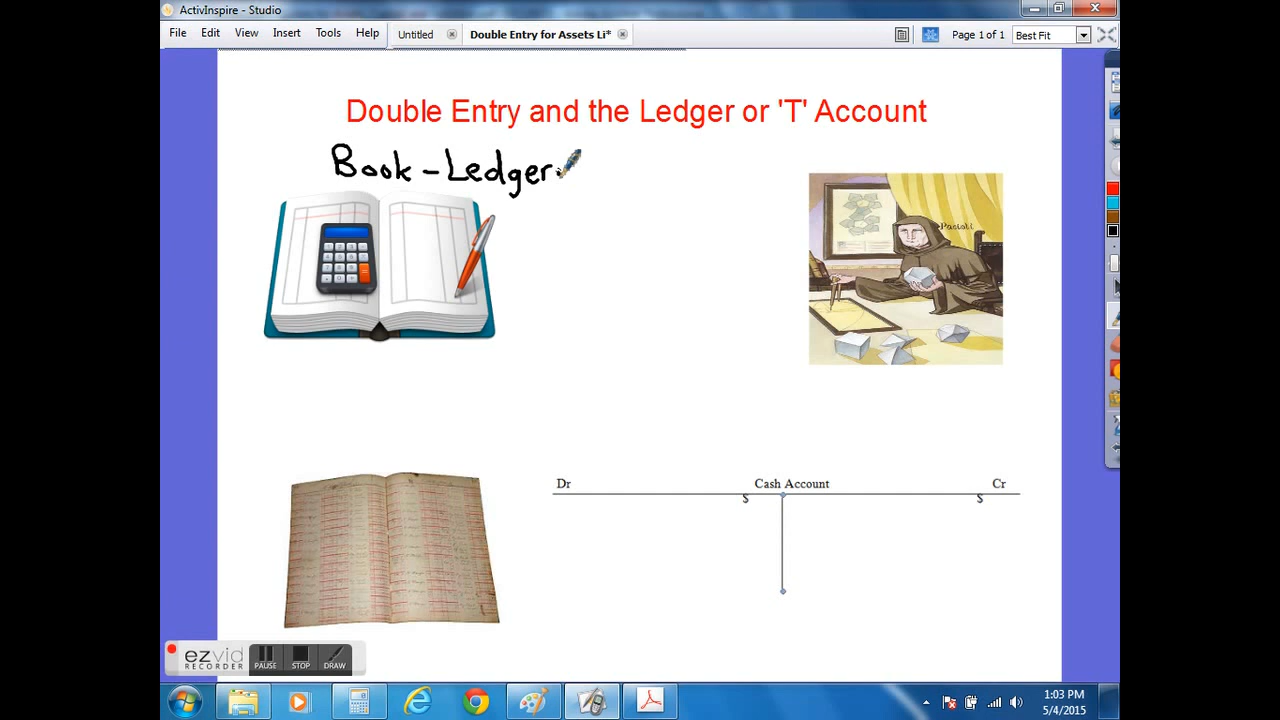 ActivInspire - Studio
File Edit View Insert Tools Help
Untitled
Double Entry for Assets Li*
Page 1 of 1
Best Fit
Double Entry and the Ledger or 'T' Account
Book - Ledger
Dr Cash Account Cr
$ $
ezvid
RECORDER
PAUSE STOP DRAW
1:03 PM
5/4/2015